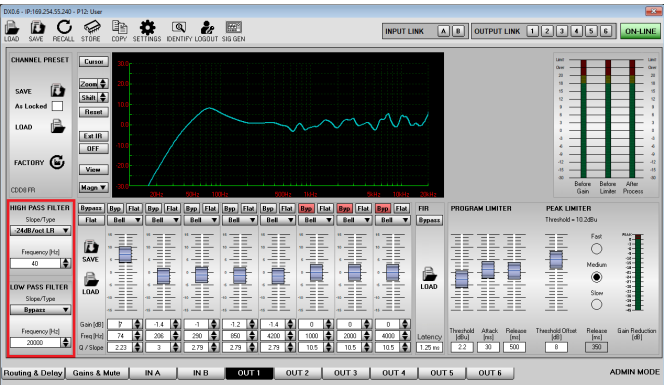 DX0.6 - IP:169.254.55.240 - P12: User
LOAD SAVE RECALL STORE COPY SETTINGS IDENTIFY LOGOUT SIG GEN
INPUT LINK A B OUTPUT LINK 1 2 3 4 5 6 ON-LINE
CHANNEL PRESET
SAVE
As Locked
LOAD
FACTORY
CDD8 FR
Cursor
Zoom
Shift
Reset
Ext IR
OFF
View
Magn
Before Gain
Before Limiter
After Process
HIGH PASS FILTER
Slope/Type
-24dB/oct LR
Frequency [Hz]
40
LOW PASS FILTER
Slope/Type
Bypass
Frequency [Hz]
20000
Bypass Byp Flat Byp Flat Byp Flat Byp Flat Byp Flat Byp Flat Byp Flat Byp Flat FIR
Flat Bell Bell Bell Bell Bell Bell Bell Bell Bypass
SAVE
LOAD
LOAD
Gain [dB] 7 -1.4 -1 -1.2 -1.4 0 0 0
Freq [Hz] 74 206 290 850 4200 1000 2000 4000 Latency
Q / Slope 2.23 3 2.79 2.79 2.79 10.5 10.5 10.5 1.25 ms
PROGRAM LIMITER
Threshold [dBu] Attack [ms] Release [ms]
2.2 30 500
PEAK LIMITER
Threshold = 10.2dBu
Fast
Medium
Slow
Threshold Offset [dB] Release [ms] Gain Reduction [dB]
8 350
Routing & Delay Gains & Mute IN A IN B OUT 1 OUT 2 OUT 3 OUT 4 OUT 5 OUT 6 ADMIN MODE